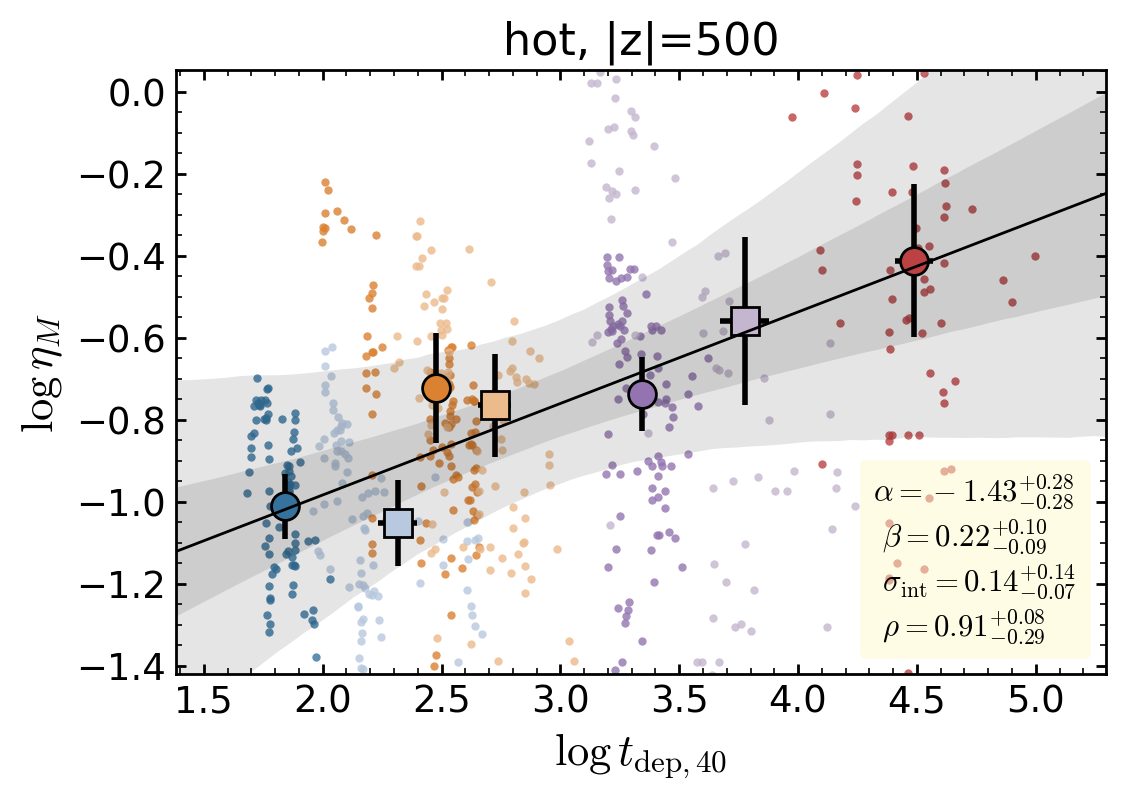 hot, |z|=500
log η_M
0.0
−0.2
−0.4
−0.6
−0.8
−1.0
−1.2
−1.4
α = −1.43^{+0.28}_{−0.28}
β = 0.22^{+0.10}_{−0.09}
σ_int = 0.14^{+0.14}_{−0.07}
ρ = 0.91^{+0.08}_{−0.29}
1.5 2.0 2.5 3.0 3.5 4.0 4.5 5.0
log t_{dep, 40}